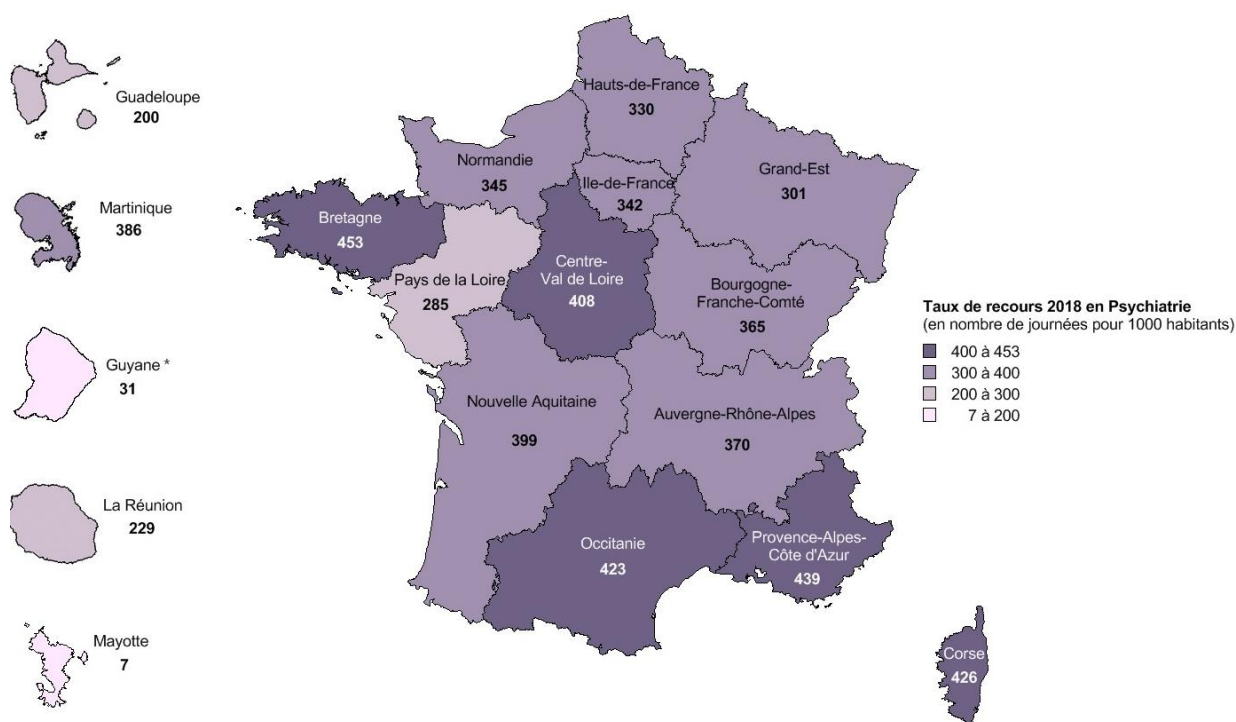 Guadeloupe
200
Martinique
386
Guyane *
31
La Réunion
229
Mayotte
7
Hauts-de-France
330
Normandie
345
Ile-de-France
342
Grand-Est
301
Bretagne
453
Pays de la Loire
285
Centre-
Val de Loire
408
Bourgogne-
Franche-Comté
365
Nouvelle Aquitaine
399
Auvergne-Rhône-Alpes
370
Occitanie
423
Provence-Alpes-
Côte d'Azur
439
Corse
426
Taux de recours 2018 en Psychiatrie
(en nombre de journées pour 1000 habitants)
400 à 453
300 à 400
200 à 300
7 à 200